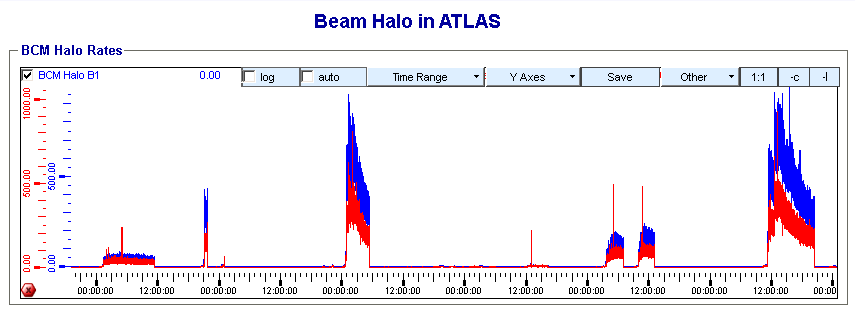 Beam Halo in ATLAS
BCM Halo Rates
BCM Halo B1 0.00 log auto Time Range Y Axes Save Other 1:1 -c -l
1000.00
500.00 500.00
0.00 0.00
00:00:00 12:00:00 00:00:00 12:00:00 00:00:00 12:00:00 00:00:00 12:00:00 00:00:00 12:00:00 00:00:00 12:00:00 00:00